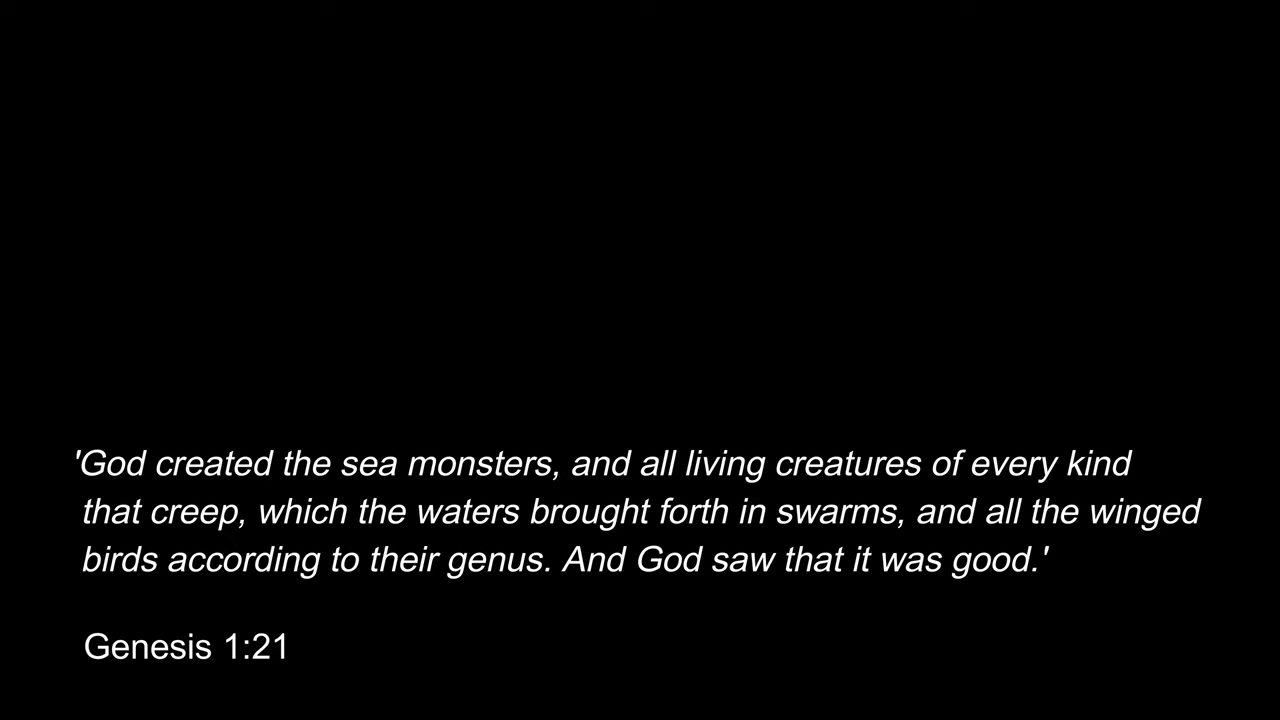 'God created the sea monsters, and all living creatures of every kind
that creep, which the waters brought forth in swarms, and all the winged
birds according to their genus. And God saw that it was good.'
Genesis 1:21